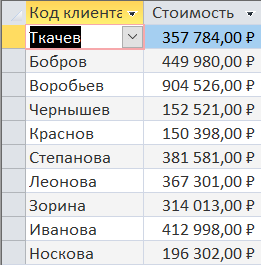 Код клиента Стоимость
Ткачев 357 784,00 ₽
Бобров 449 980,00 ₽
Воробьев 904 526,00 ₽
Чернышев 152 521,00 ₽
Краснов 150 398,00 ₽
Степанова 381 581,00 ₽
Леонова 367 301,00 ₽
Зорина 314 013,00 ₽
Иванова 412 998,00 ₽
Носкова 196 302,00 ₽